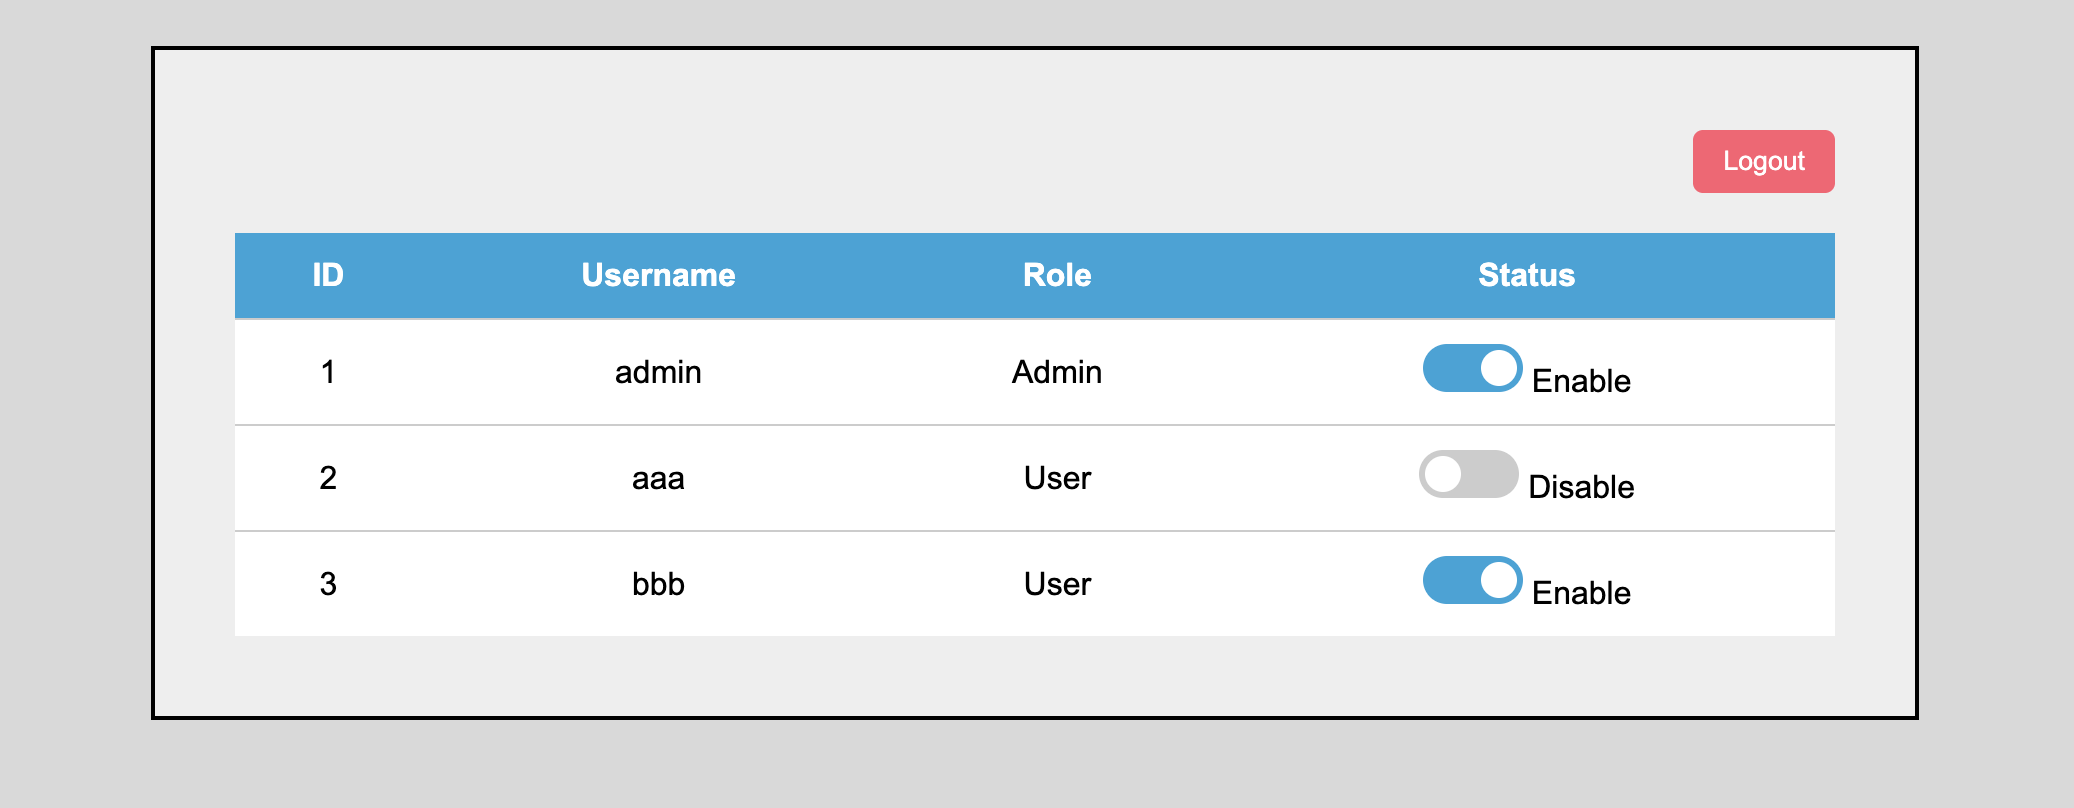 Logout
ID Username Role Status
1 admin Admin Enable
2 aaa User Disable
3 bbb User Enable